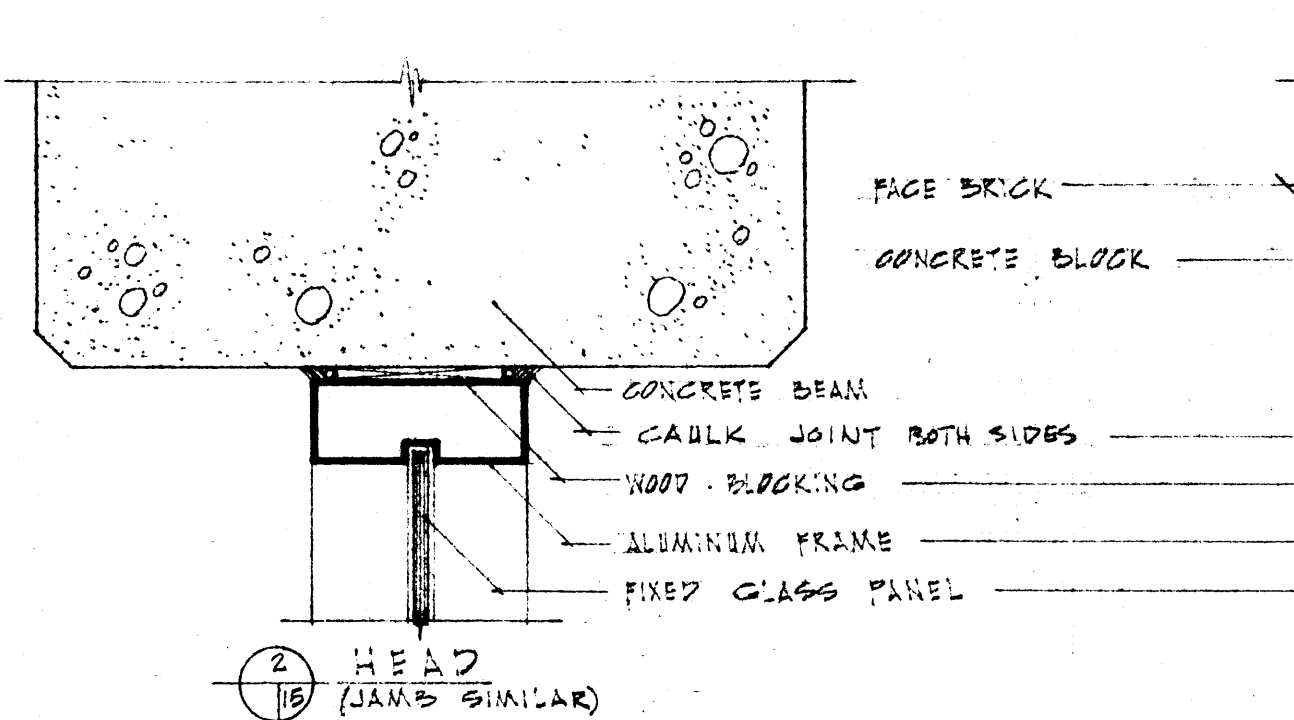 FACE BRICK
CONCRETE BLOCK
CONCRETE BEAM
CAULK JOINT BOTH SIDES
WOOD BLOCKING
ALUMINUM FRAME
FIXED GLASS PANEL
2
15
HEAD
(JAMB SIMILAR)